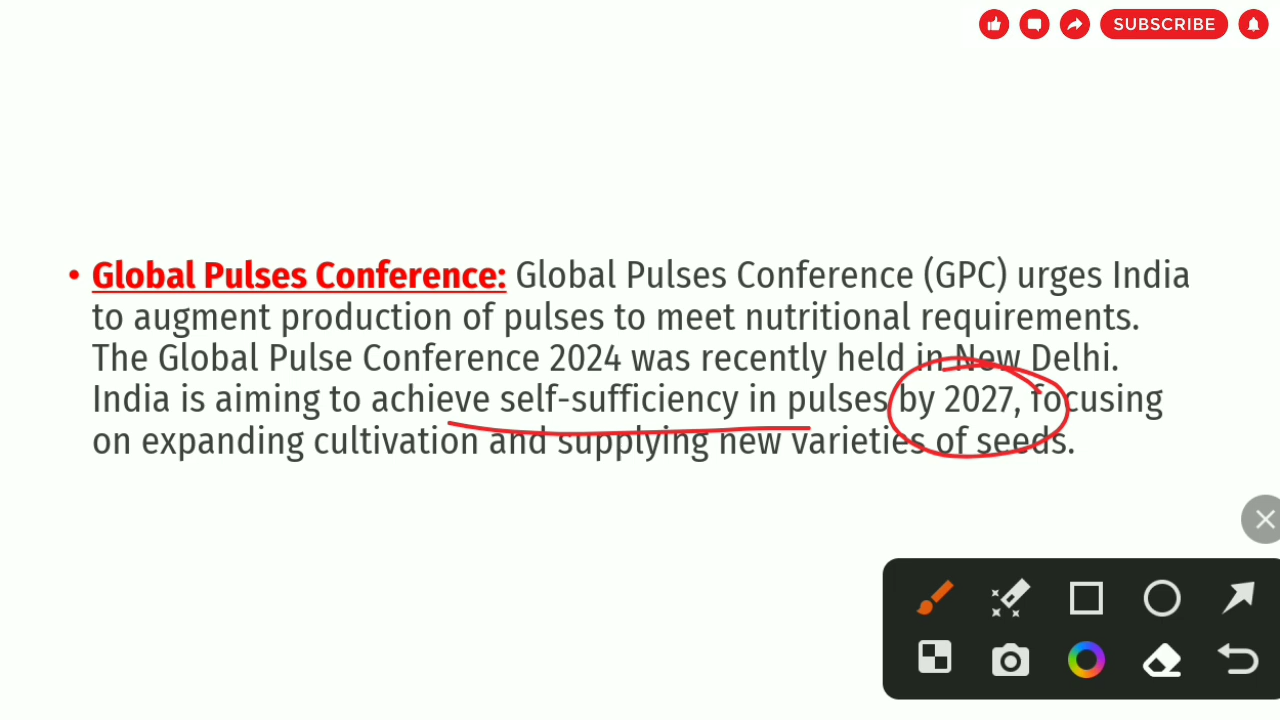 SUBSCRIBE
• Global Pulses Conference: Global Pulses Conference (GPC) urges India
to augment production of pulses to meet nutritional requirements.
The Global Pulse Conference 2024 was recently held in New Delhi.
India is aiming to achieve self-sufficiency in pulses by 2027, focusing
on expanding cultivation and supplying new varieties of seeds.